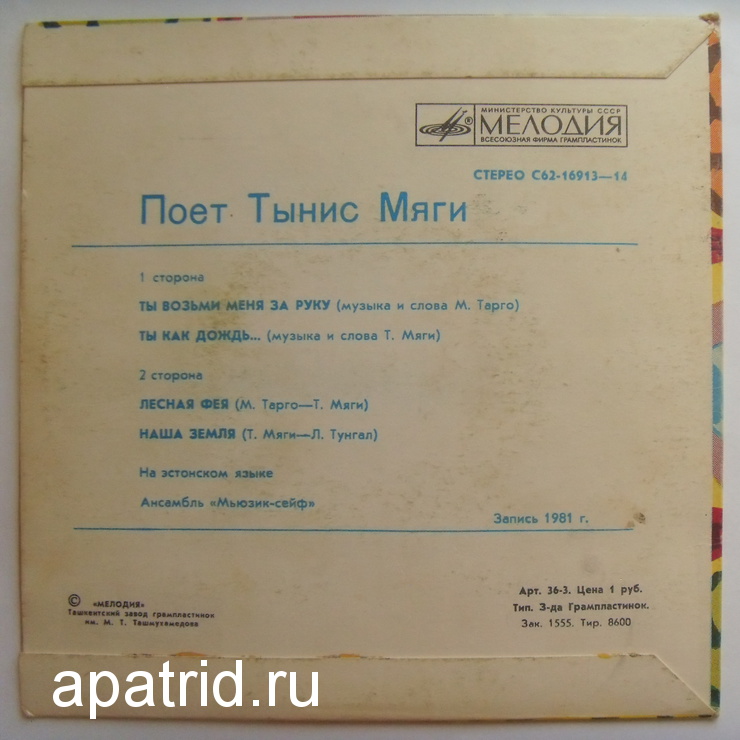 МИНИСТЕРСТВО КУЛЬТУРЫ СССР
® МЕЛОДИЯ
ВСЕСОЮЗНАЯ ФИРМА ГРАМПЛАСТИНОК
СТЕРЕО С62-16913—14
Поет Тынис Мяги
1 сторона
ТЫ ВОЗЬМИ МЕНЯ ЗА РУКУ (музыка и слова М. Тарго)
ТЫ КАК ДОЖДЬ... (музыка и слова Т. Мяги)
2 сторона
ЛЕСНАЯ ФЕЯ (М. Тарго—Т. Мяги)
НАША ЗЕМЛЯ (Т. Мяги—Л. Тунгал)
На эстонском языке
Ансамбль «Мьюзик-сейф»
Запись 1981 г.
© «МЕЛОДИЯ»
Ташкентский завод грампластинок
им. М. Т. Ташмухамедова
Арт. 36-3. Цена 1 руб.
Тип. З-да Грампластинок.
Зак. 1555. Тир. 8600
apatrid.ru